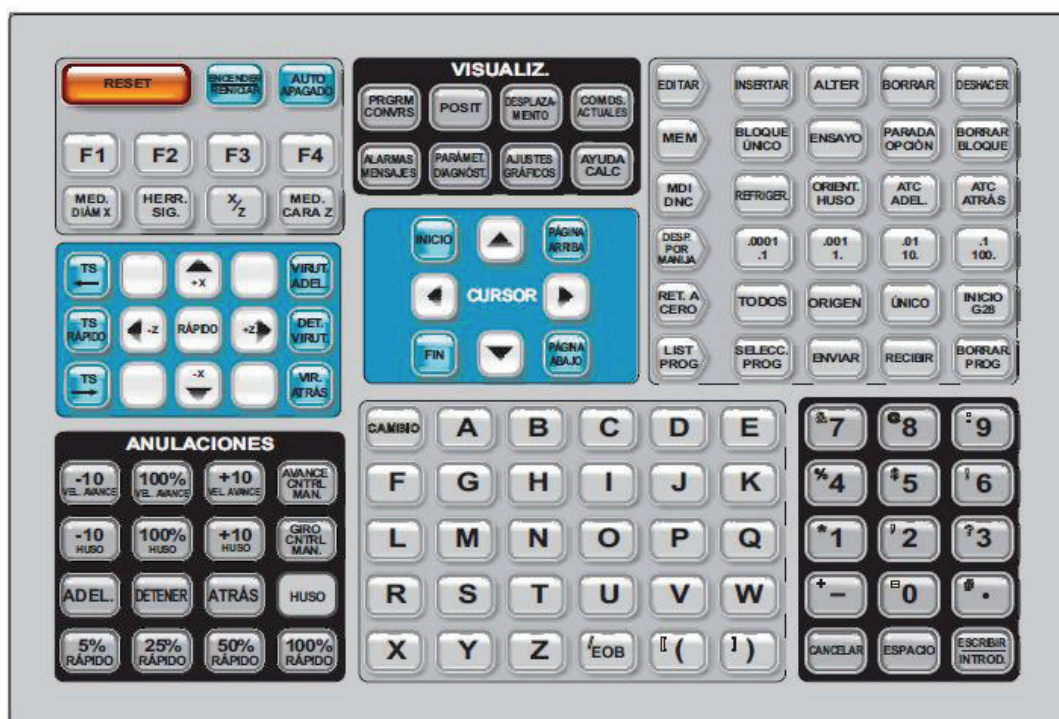 RESET
ENCENDER
REINICIAR
AUTO
APAGADO
F1 F2 F3 F4
MED.
DIÁM X
HERR.
SIG.
X/Z
MED.
CARA Z
VISUALIZ.
PRGRM
CONVRS
POSIT
DESPLAZA-
MIENTO
COMDS.
ACTUALES
ALARMAS
MENSAJES
PARÁMET.
DIAGNÓST.
AJUSTES
GRÁFICOS
AYUDA
CALC
EDITAR
INSERTAR
ALTER
BORRAR
DESHACER
MEM
BLOQUE
ÚNICO
ENSAYO
PARADA
OPCIÓN
BORRAR
BLOQUE
MDI
DNC
REFRIGER.
ORIENT.
HUSO
ATC
ADEL.
ATC
ATRÁS
DESP.
POR
MANIJA
.0001
.1
.001
1.
.01
10.
.1
100.
RET. A
CERO
TODOS
ORIGEN
ÚNICO
INICIO
G28
LIST
PROG
SELECC.
PROG
ENVIAR
RECIBIR
BORRAR.
PROG
TS
+X
VIRUT.
ADEL.
TS
RÁPIDO
-Z
RÁPIDO
+Z
DET.
VIRUT.
TS
-X
VIR.
ATRÁS
INICIO
PÁGINA
ARRIBA
CURSOR
FIN
PÁGINA
ABAJO
ANULACIONES
-10
VEL. AVANCE
100%
VEL. AVANCE
+10
VEL. AVANCE
AVANCE
CNTRL
MAN.
-10
HUSO
100%
HUSO
+10
HUSO
GIRO
CNTRL
MAN.
ADEL.
DETENER
ATRÁS
HUSO
5%
RÁPIDO
25%
RÁPIDO
50%
RÁPIDO
100%
RÁPIDO
CAMBIO A B C D E
F G H I J K
L M N O P Q
R S T U V W
X Y Z /EOB [ ( ] )
7 @8 :9
%4 $5 !6
*1 ,2 ?3
+- =0 #.
CANCELAR
ESPACIO
ESCRIBIR
INTROD.